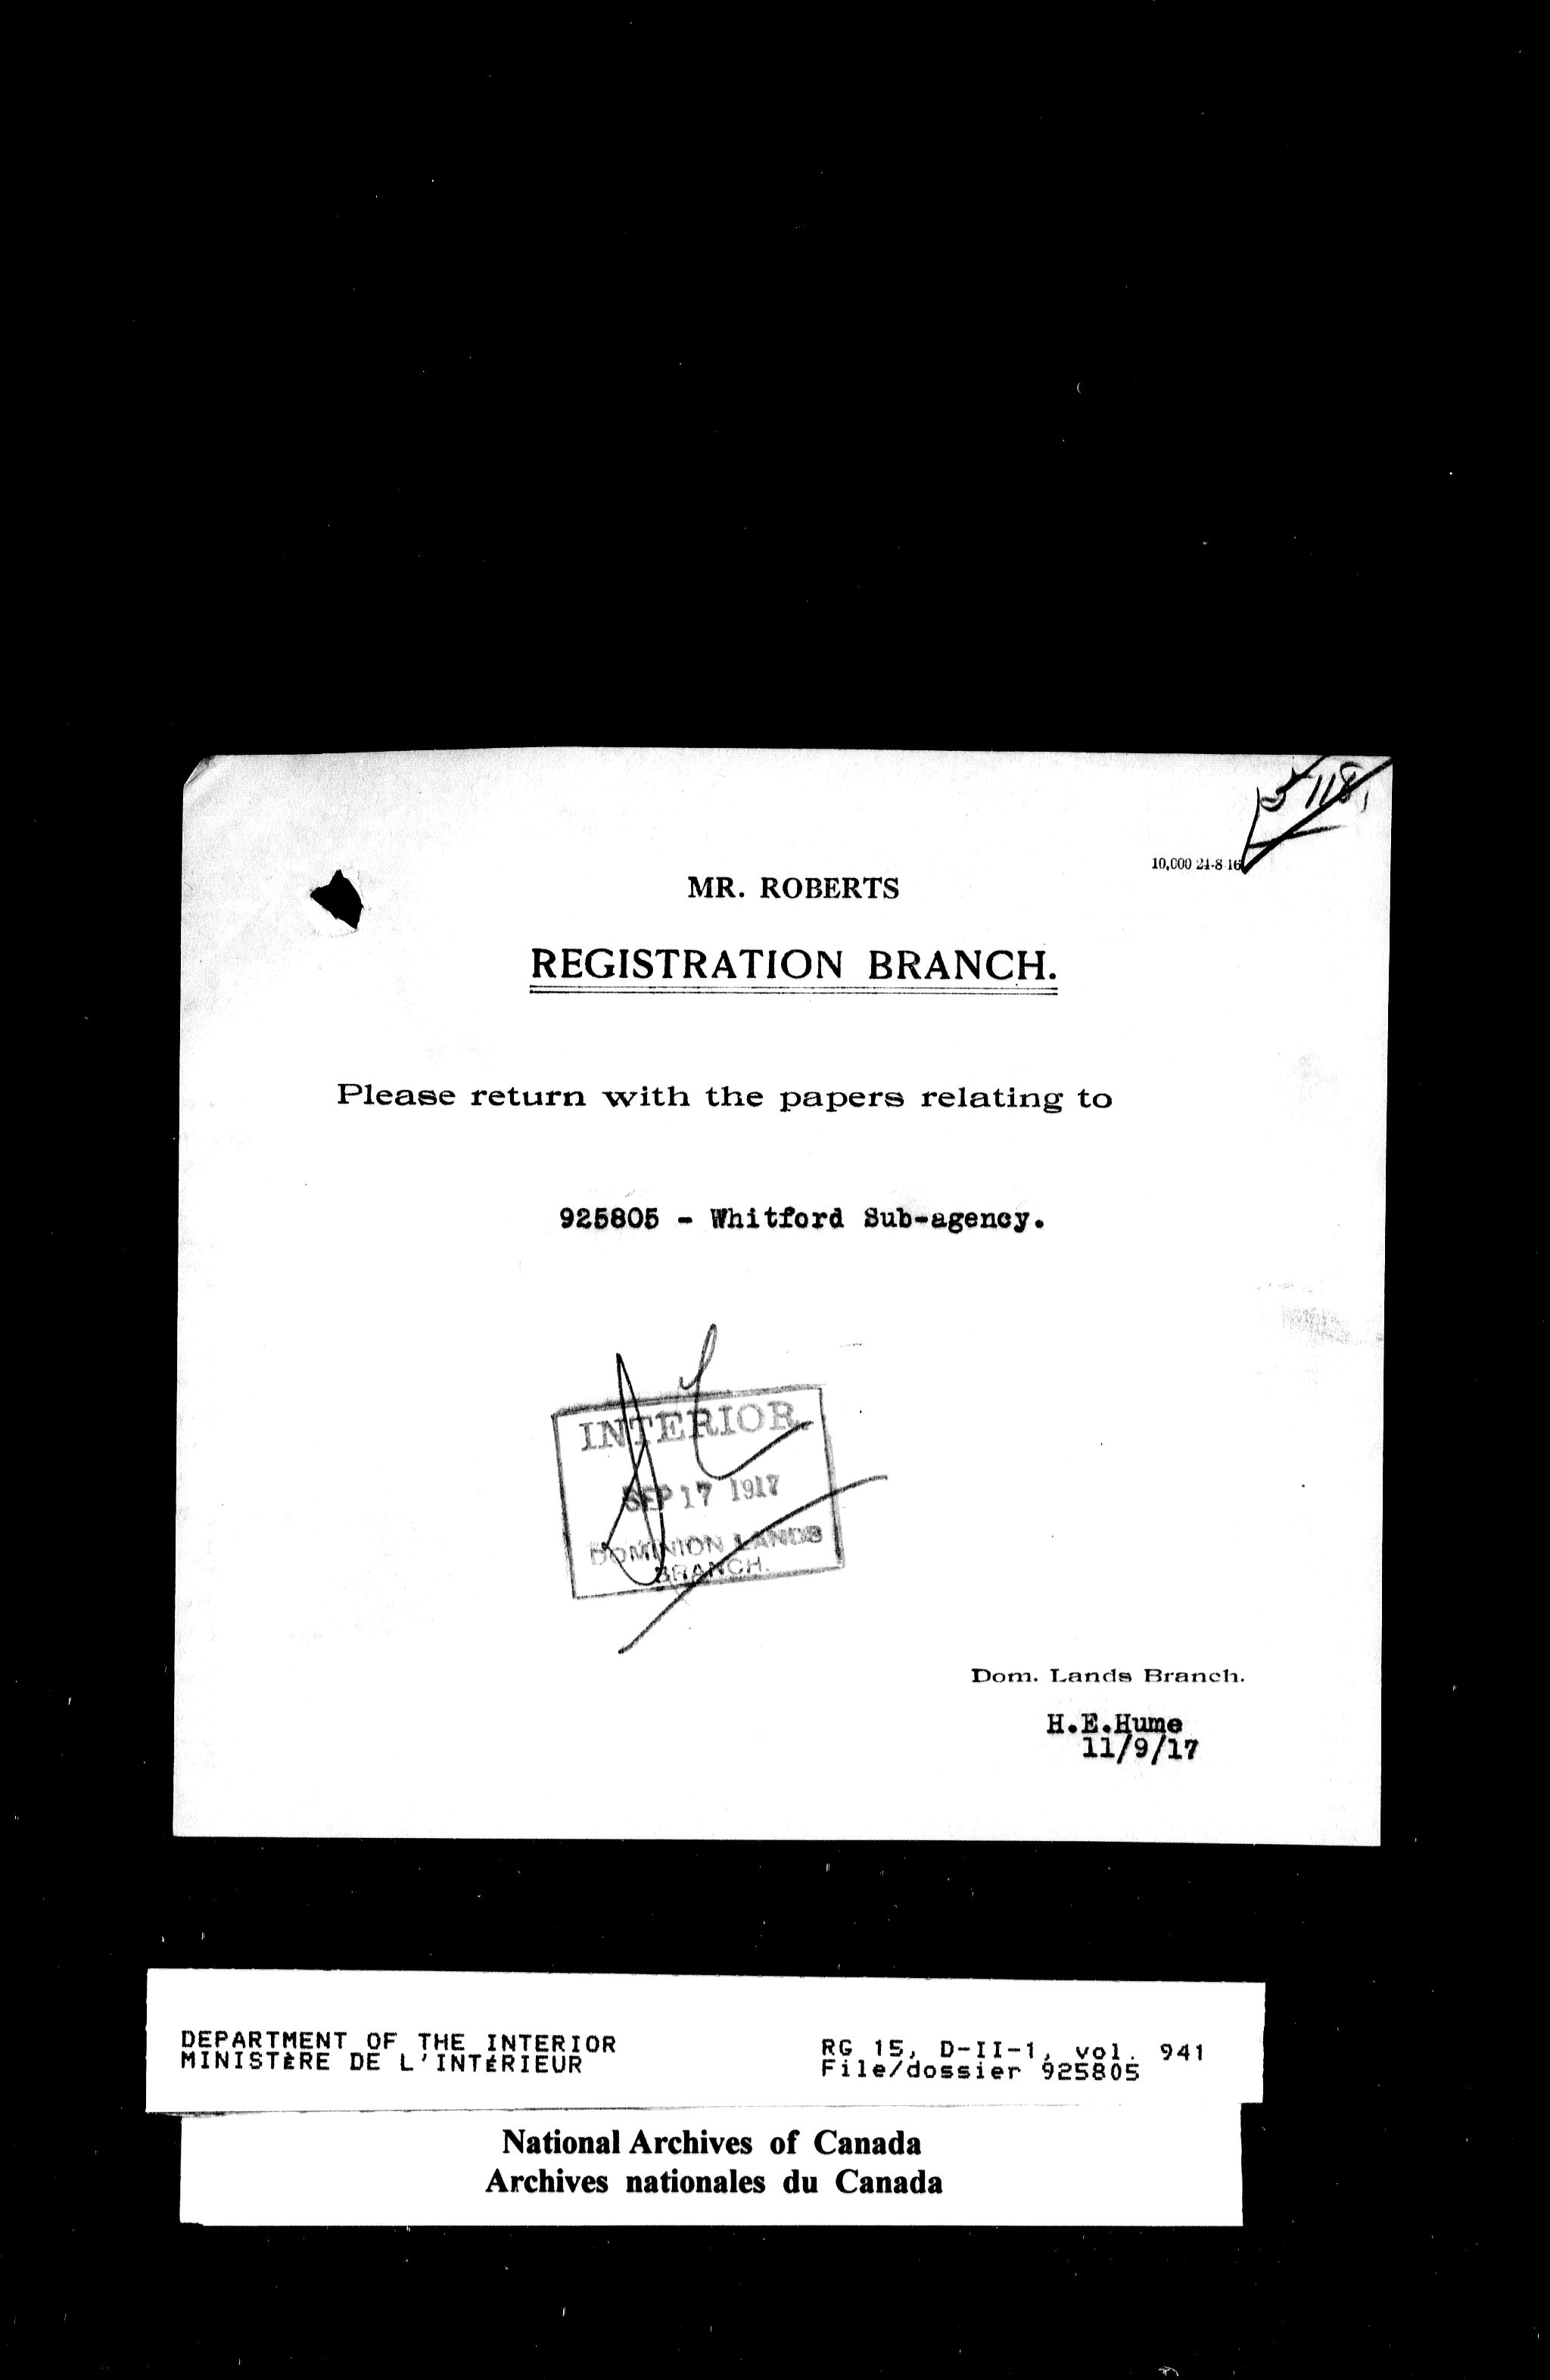 10,000 24-8 16
MR. ROBERTS
REGISTRATION BRANCH.
Please return with the papers relating to
925805 - Whitford Sub-agency.
INTERIOR
SEP 17 1917
DOMINION LANDS
BRANCH.
Dom. Lands Branch.
H.E.Hume
11/9/17
DEPARTMENT OF THE INTERIOR
MINISTÈRE DE L'INTÉRIEUR
RG 15, D-II-1, vol. 941
File/dossier 925805
National Archives of Canada
Archives nationales du Canada